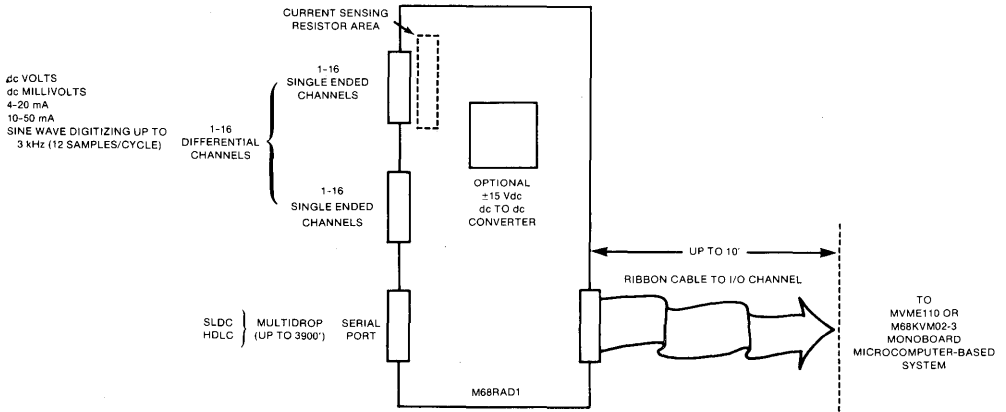 CURRENT SENSING
RESISTOR AREA
dc VOLTS
dc MILLIVOLTS
4-20 mA
10-50 mA
SINE WAVE DIGITIZING UP TO
3 kHz (12 SAMPLES/CYCLE)
1-16
DIFFERENTIAL
CHANNELS
1-16
SINGLE ENDED
CHANNELS
1-16
SINGLE ENDED
CHANNELS
OPTIONAL
±15 Vdc
dc TO dc
CONVERTER
UP TO 10'
RIBBON CABLE TO I/O CHANNEL
SLDC
HDLC
MULTIDROP
(UP TO 3900')
SERIAL
PORT
M68RAD1
TO
MVME110 OR
M68KVM02-3
MONOBOARD
MICROCOMPUTER-BASED
SYSTEM